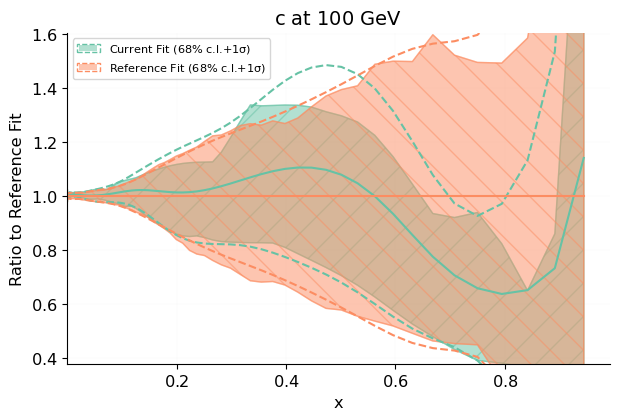 c at 100 GeV
Current Fit (68% c.l.+1σ)
Reference Fit (68% c.l.+1σ)
Ratio to Reference Fit
1.6
1.4
1.2
1.0
0.8
0.6
0.4
0.2 0.4 0.6 0.8
x